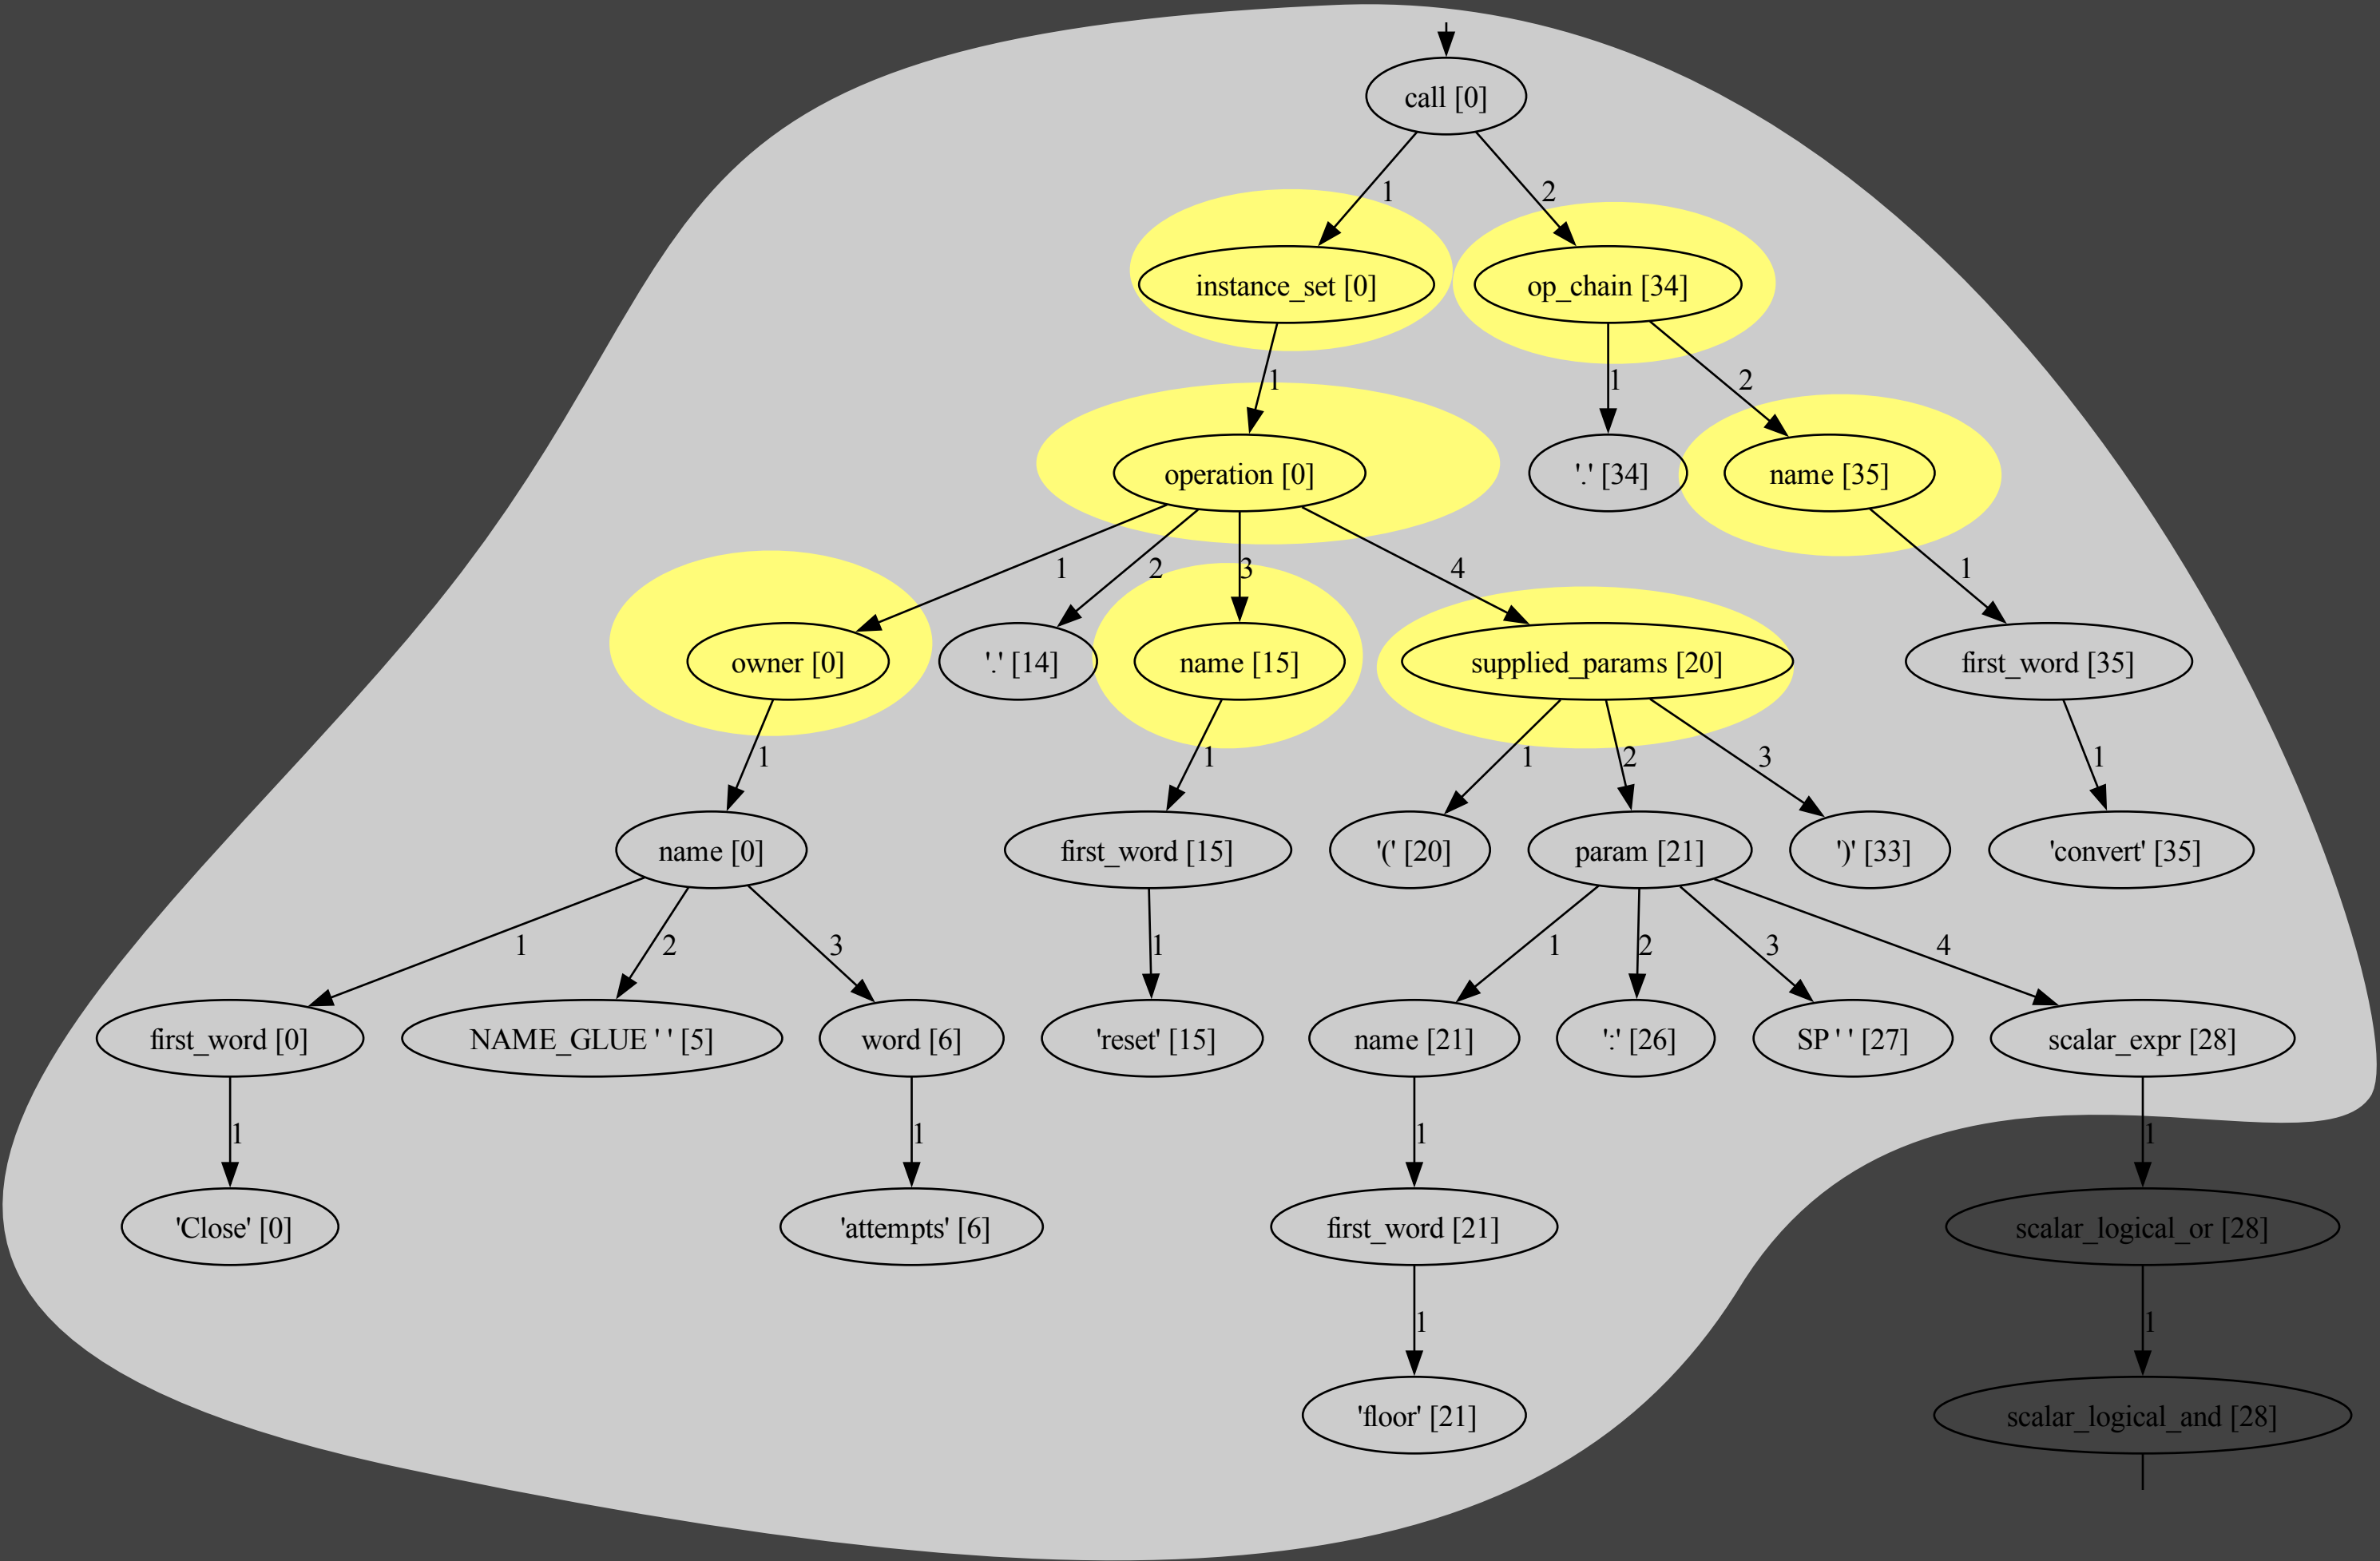 call [0]
1
2
instance_set [0]
op_chain [34]
1
1
2
operation [0]
'.' [34]
name [35]
1
2
3
4
1
owner [0]
'.' [14]
name [15]
supplied_params [20]
first_word [35]
1
1
1
2
3
1
name [0]
first_word [15]
'(' [20]
param [21]
')' [33]
'convert' [35]
1
2
3
1
1
2
3
4
first_word [0]
NAME_GLUE ' ' [5]
word [6]
'reset' [15]
name [21]
':' [26]
SP ' ' [27]
scalar_expr [28]
1
1
1
1
'Close' [0]
'attempts' [6]
first_word [21]
scalar_logical_or [28]
1
1
'floor' [21]
scalar_logical_and [28]